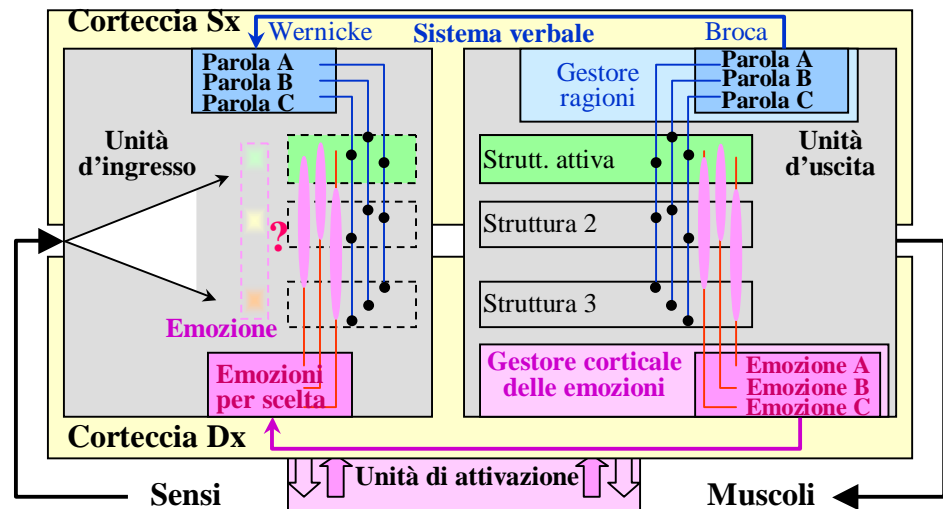 Corteccia Sx
Wernicke
Sistema verbale
Broca
Parola A
Parola B
Parola C
Gestore
ragioni
Parola A
Parola B
Parola C
Unità
d'ingresso
Strutt. attiva
Unità
d'uscita
?
Struttura 2
Struttura 3
Emozione
Emozioni
per scelta
Gestore corticale
delle emozioni
Emozione A
Emozione B
Emozione C
Corteccia Dx
Unità di attivazione
Sensi
Muscoli